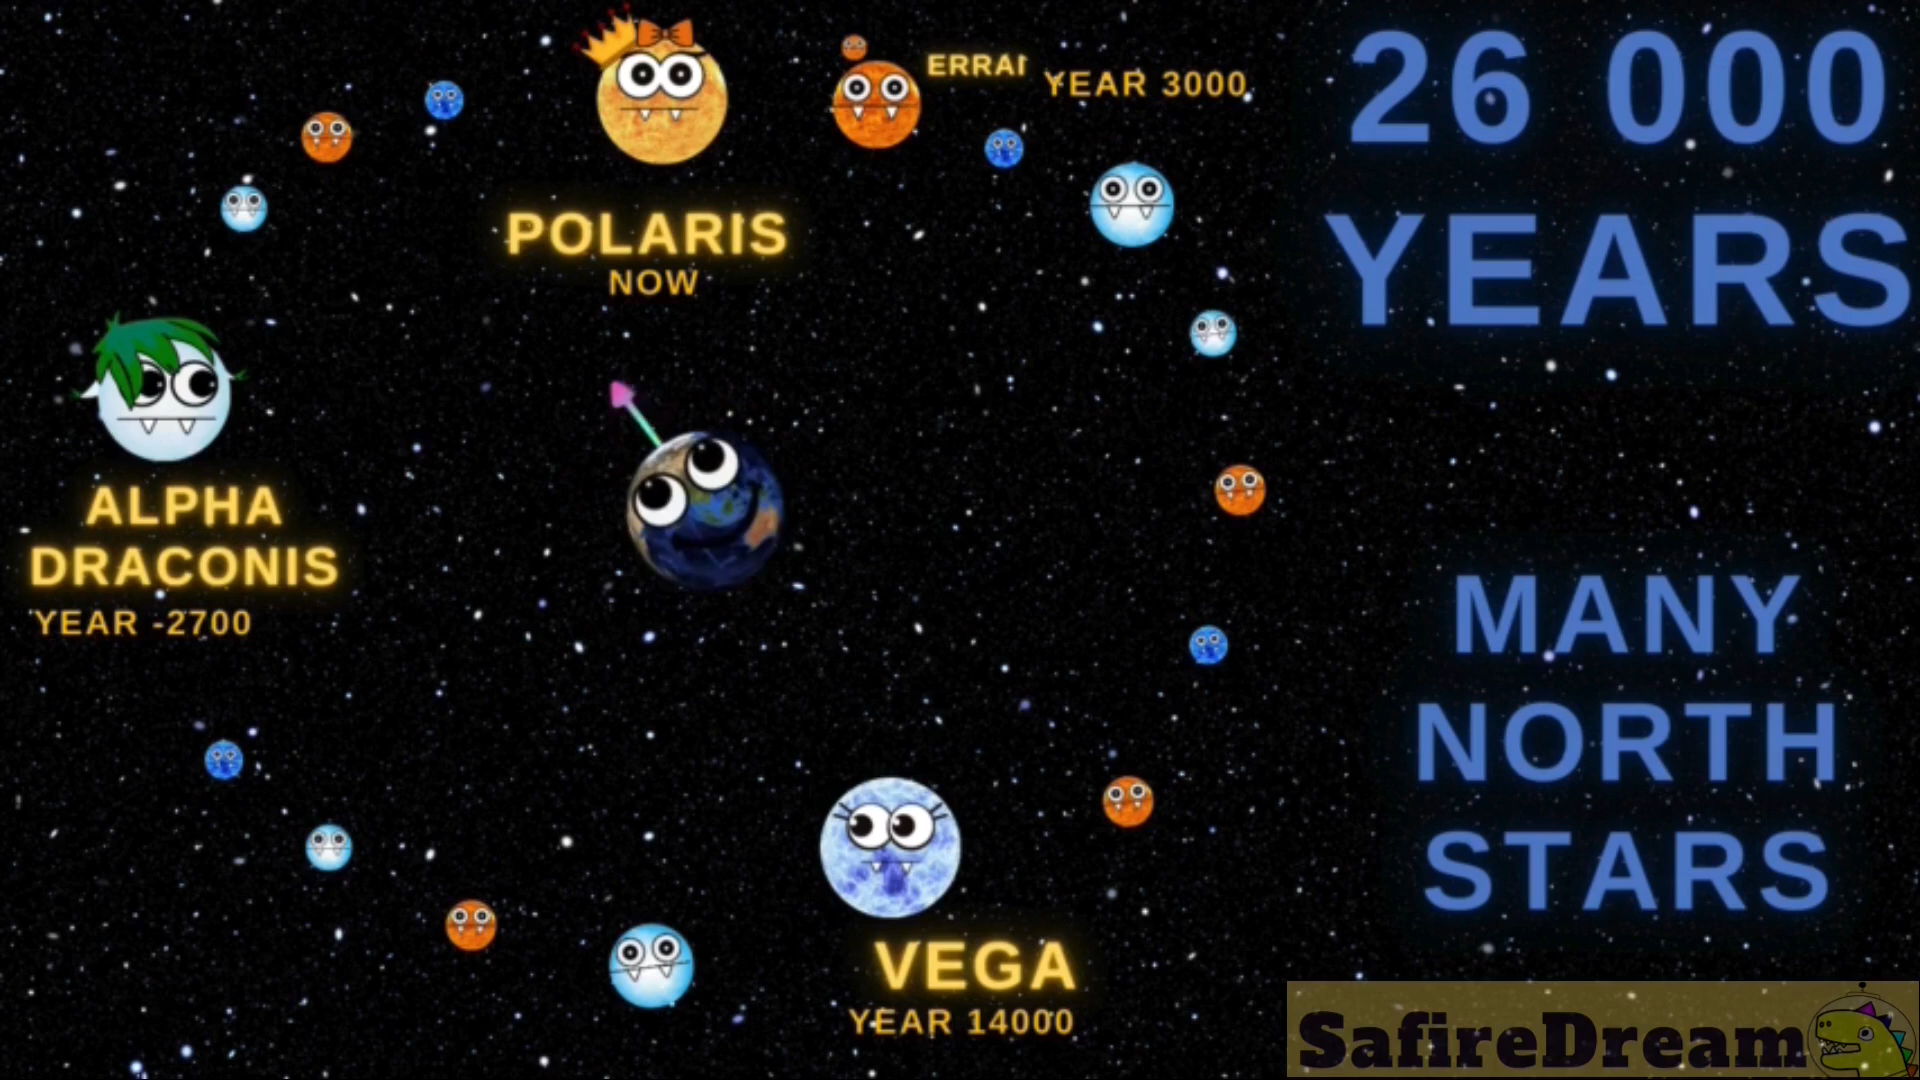 POLARIS
NOW
ERRAI
YEAR 3000
ALPHA
DRACONIS
YEAR -2700
VEGA
YEAR 14000
26 000
YEARS
MANY
NORTH
STARS
SafireDream